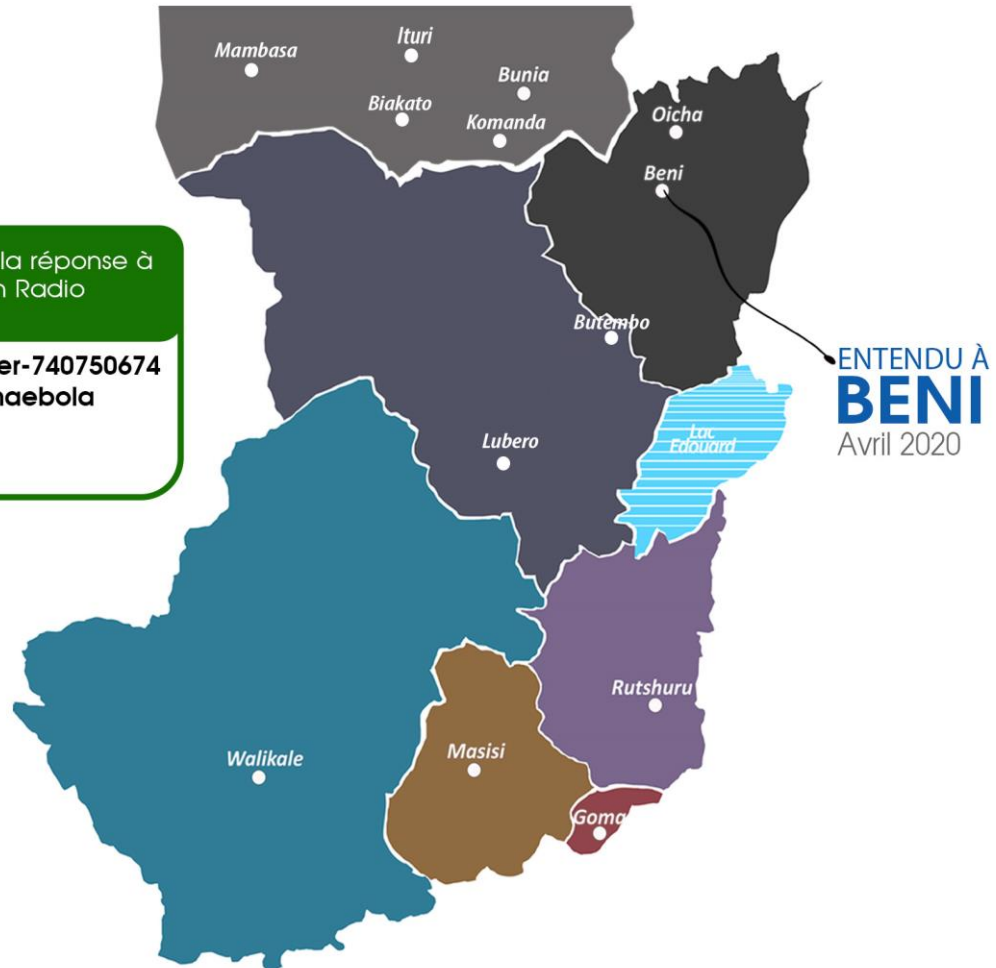 Mambasa
Ituri
Biakato
Bunia
Komanda
Oicha
Beni
la réponse à
n Radio
er-740750674
naebola
Butembo
ENTENDU À
BENI
Avril 2020
Lac
Edouard
Lubero
Rutshuru
Walikale
Masisi
Goma